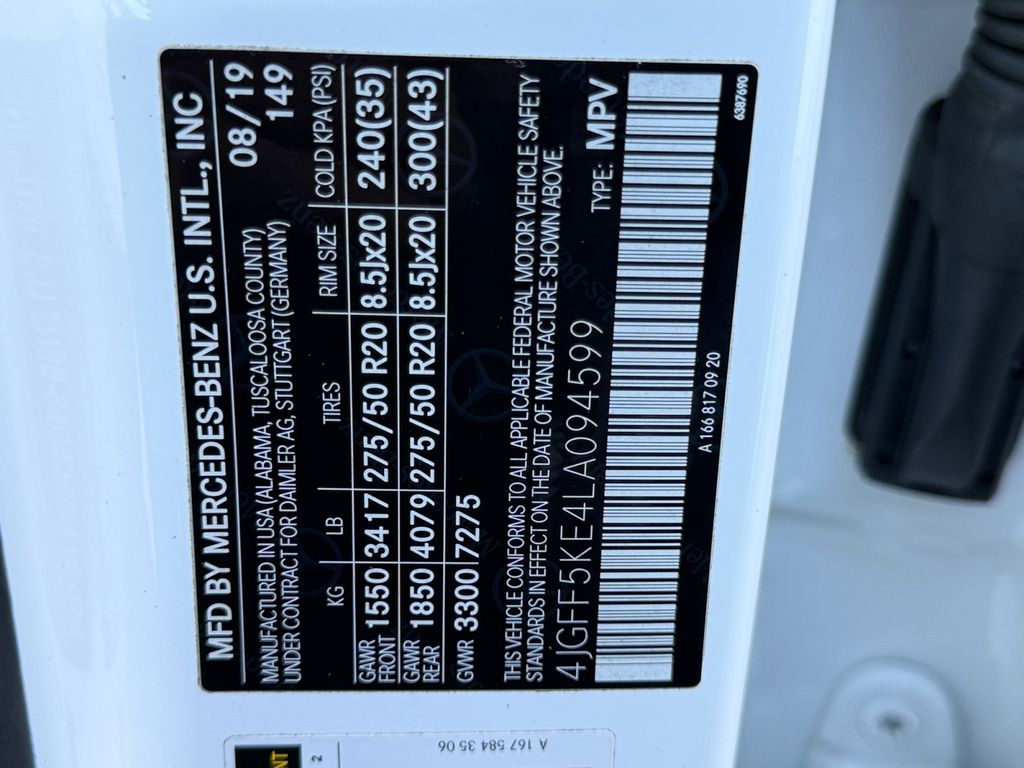 MFD BY MERCEDES-BENZ U.S. INTL., INC
MANUFACTURED IN USA (ALABAMA, TUSCALOOSA COUNTY) 08/19
UNDER CONTRACT FOR DAIMLER AG, STUTTGART (GERMANY) 149
KG LB TIRES RIM SIZE COLD KPA (PSI)
GAWR FRONT 1550 3417 275/50 R20 8.5Jx20 240(35)
GAWR REAR 1850 4079 275/50 R20 8.5Jx20 300(43)
GWR 3300 7275
THIS VEHICLE CONFORMS TO ALL APPLICABLE FEDERAL MOTOR VEHICLE SAFETY
STANDARDS IN EFFECT ON THE DATE OF MANUFACTURE SHOWN ABOVE.
4JGFF5KE4LA094599 TYPE: MPV
A 166 817 09 20 6387690
A 167 584 35 06
2